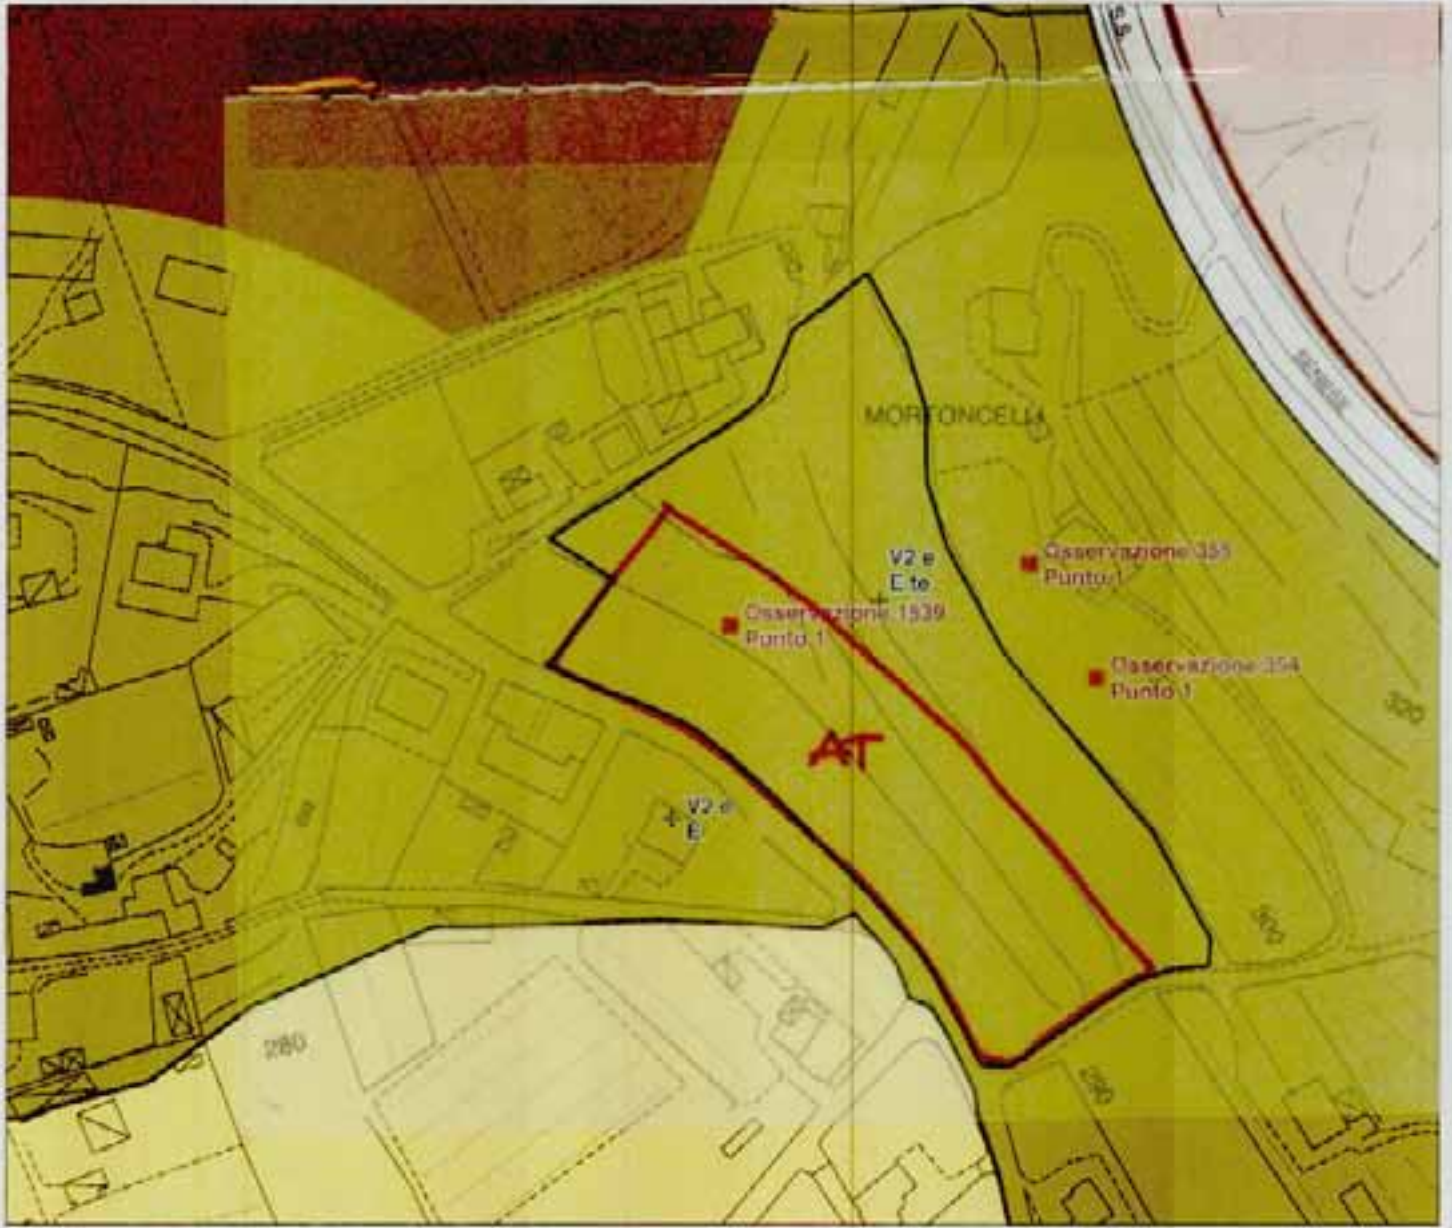 S.S.
SENESE
MORTONCELLI
V2 e
E te
Osservazione 355
Punto 1
Osservazione 1539
Punto 1
Osservazione 354
Punto 1
320
AT
V2 e
E
300
280
290